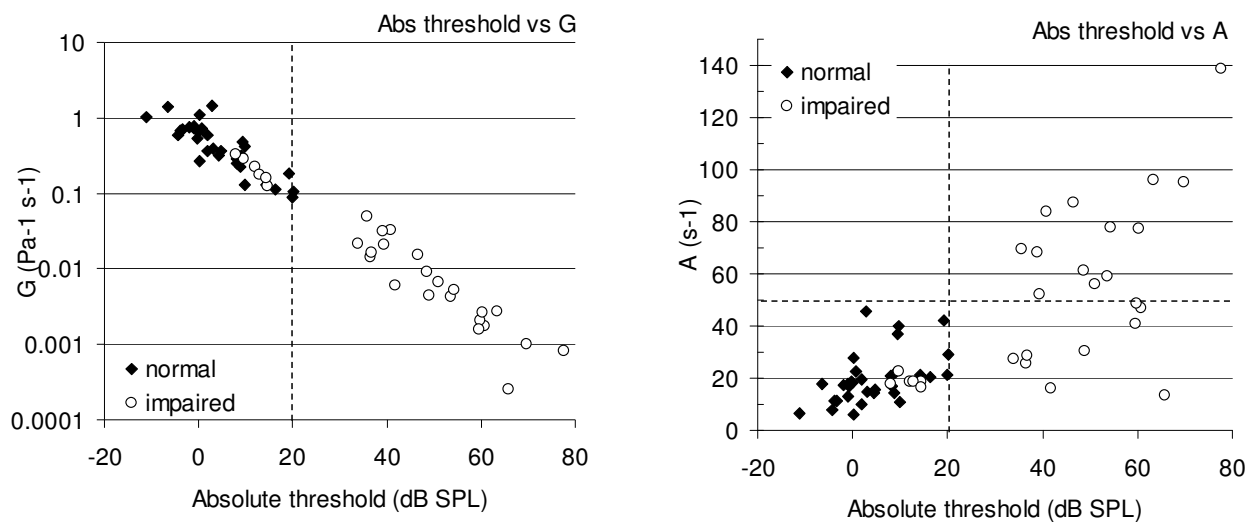 Abs threshold vs G
10
1
0.1
0.01
0.001
0.0001
G (Pa-1 s-1)
normal
impaired
-20 0 20 40 60 80
Absolute threshold (dB SPL)
Abs threshold vs A
140
120
100
80
60
40
20
0
A (s-1)
normal
impaired
-20 0 20 40 60 80
Absolute threshold (dB SPL)